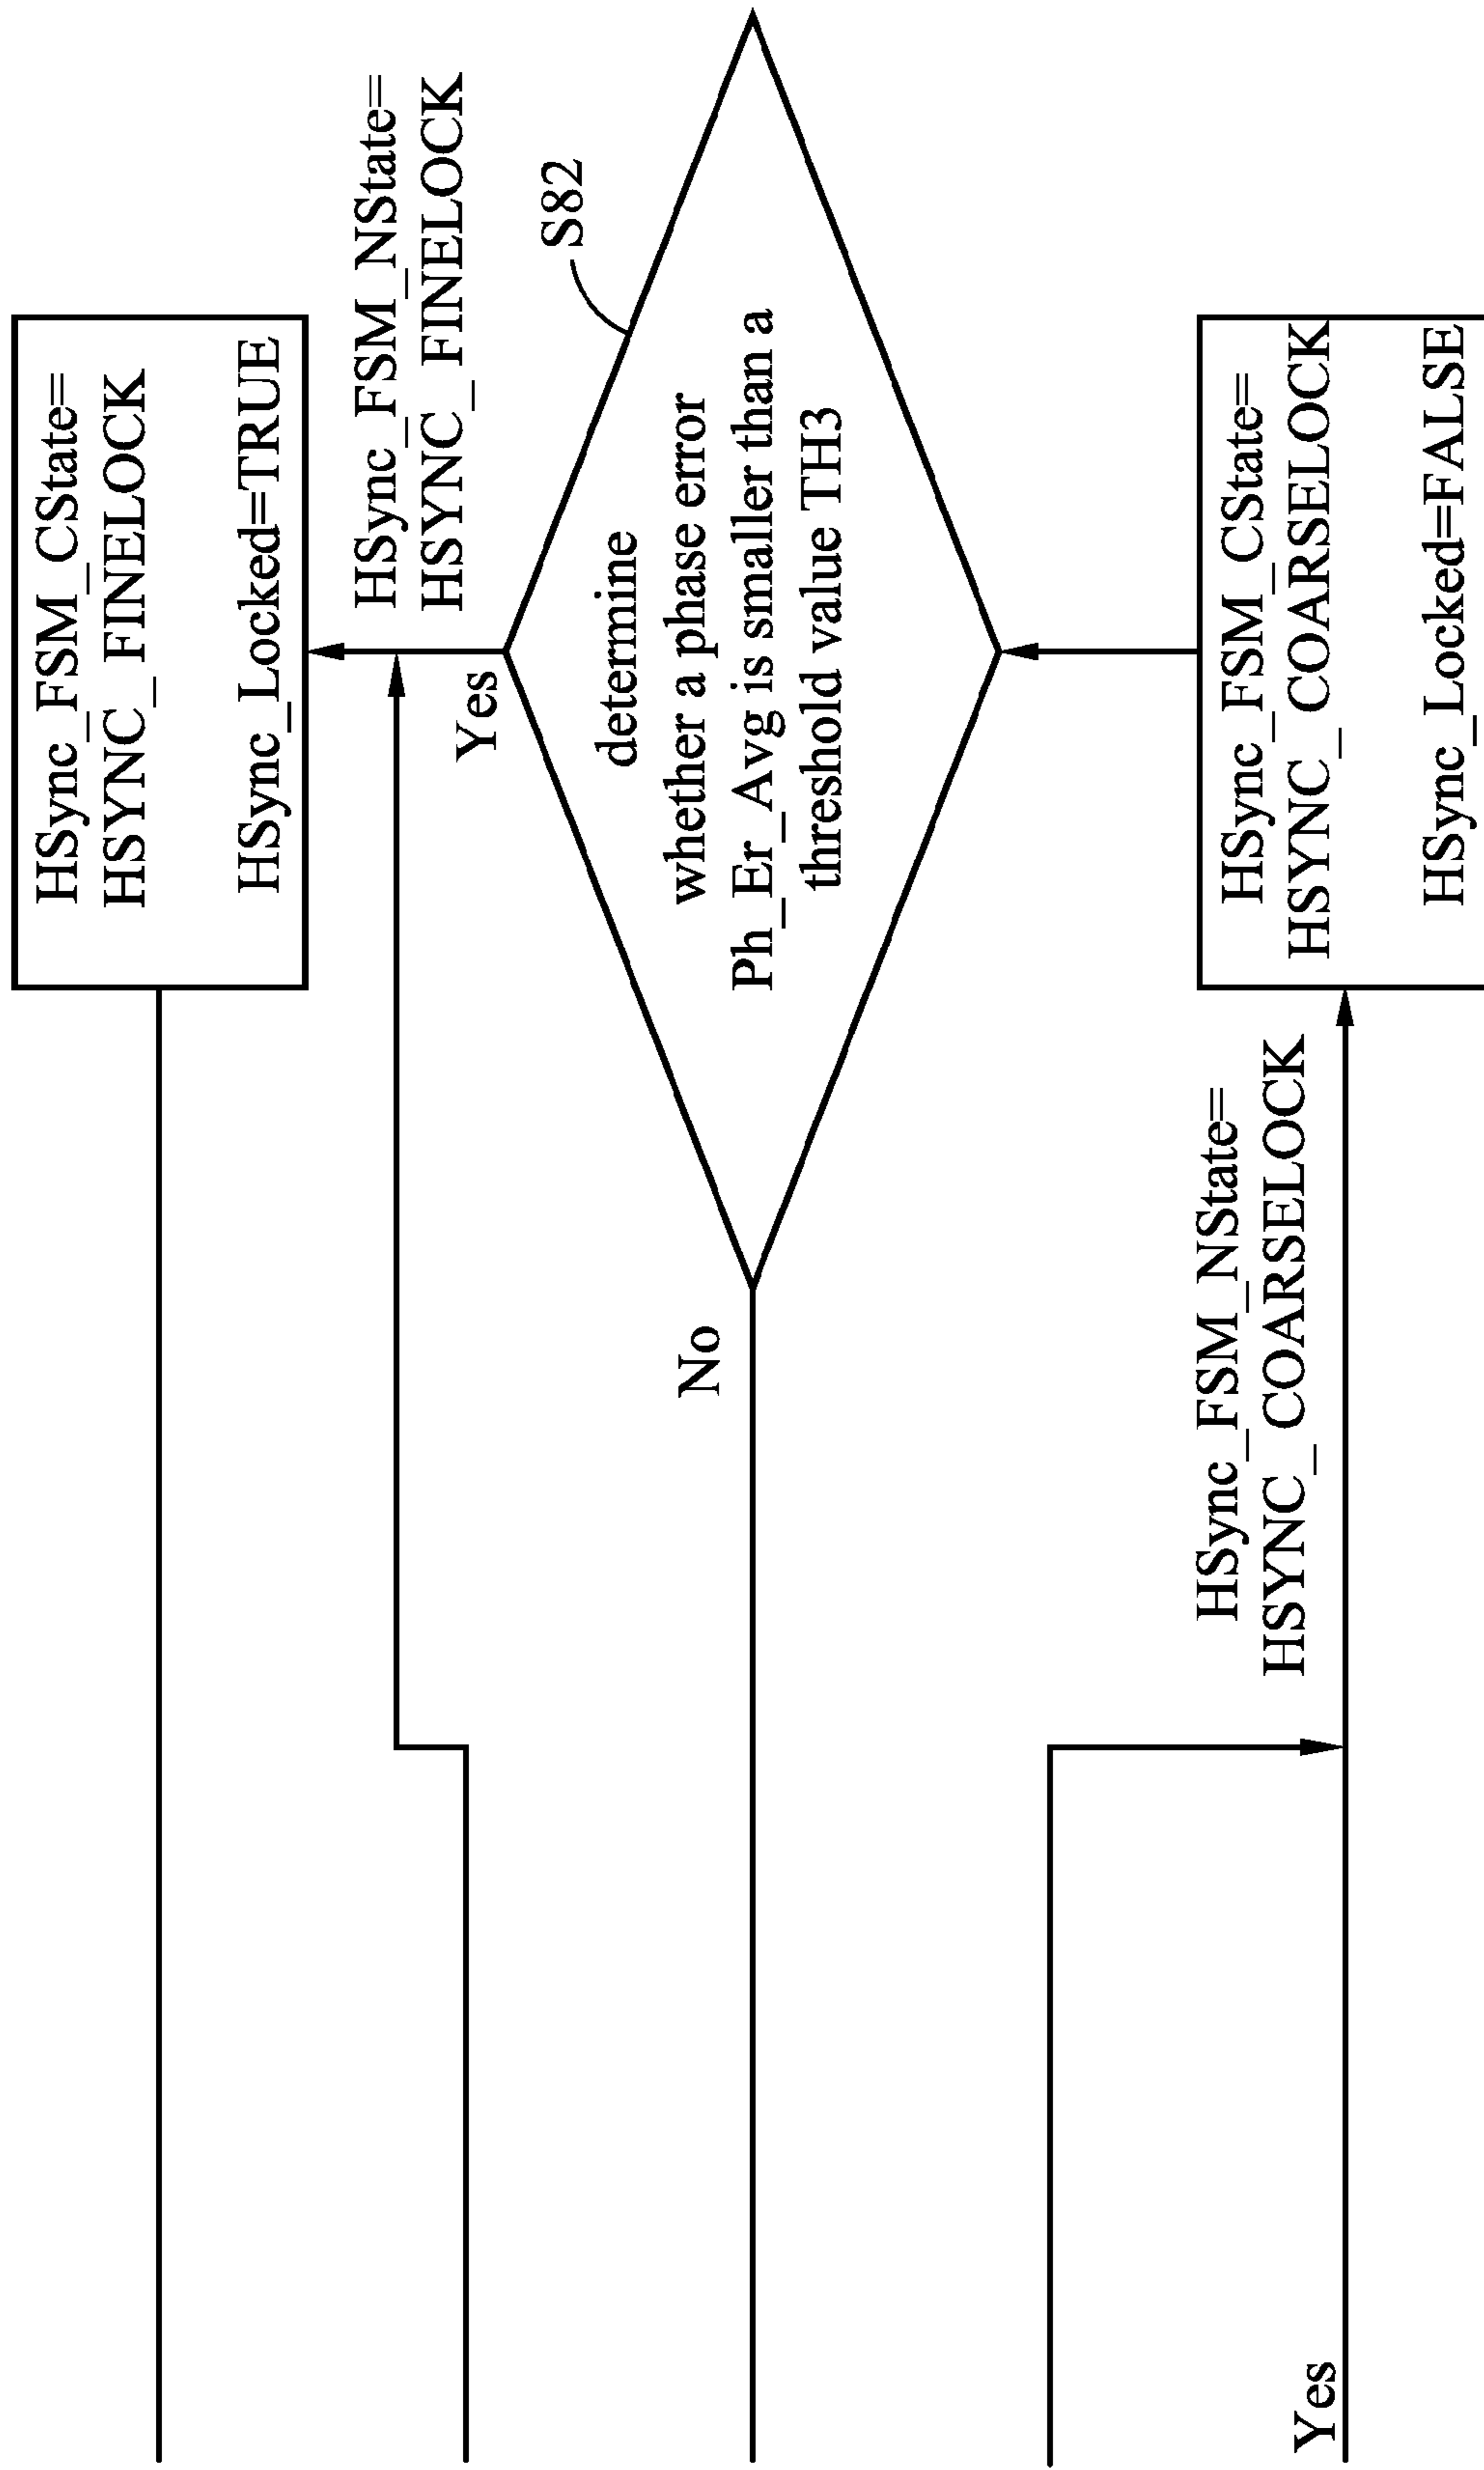 HSync_FSM_CState=
HSYNC_FINELOCK
HSync_Locked=TRUE
HSync_FSM_NState=
HSYNC_FINELOCK
Yes
S82
determine
whether a phase error
Ph_Er_Avg is smaller than a
threshold value TH3
No
HSync_FSM_NState=
HSYNC_COARSELOCK
Yes
HSync_FSM_CState=
HSYNC_COARSELOCK
HSync_Locked=FALSE